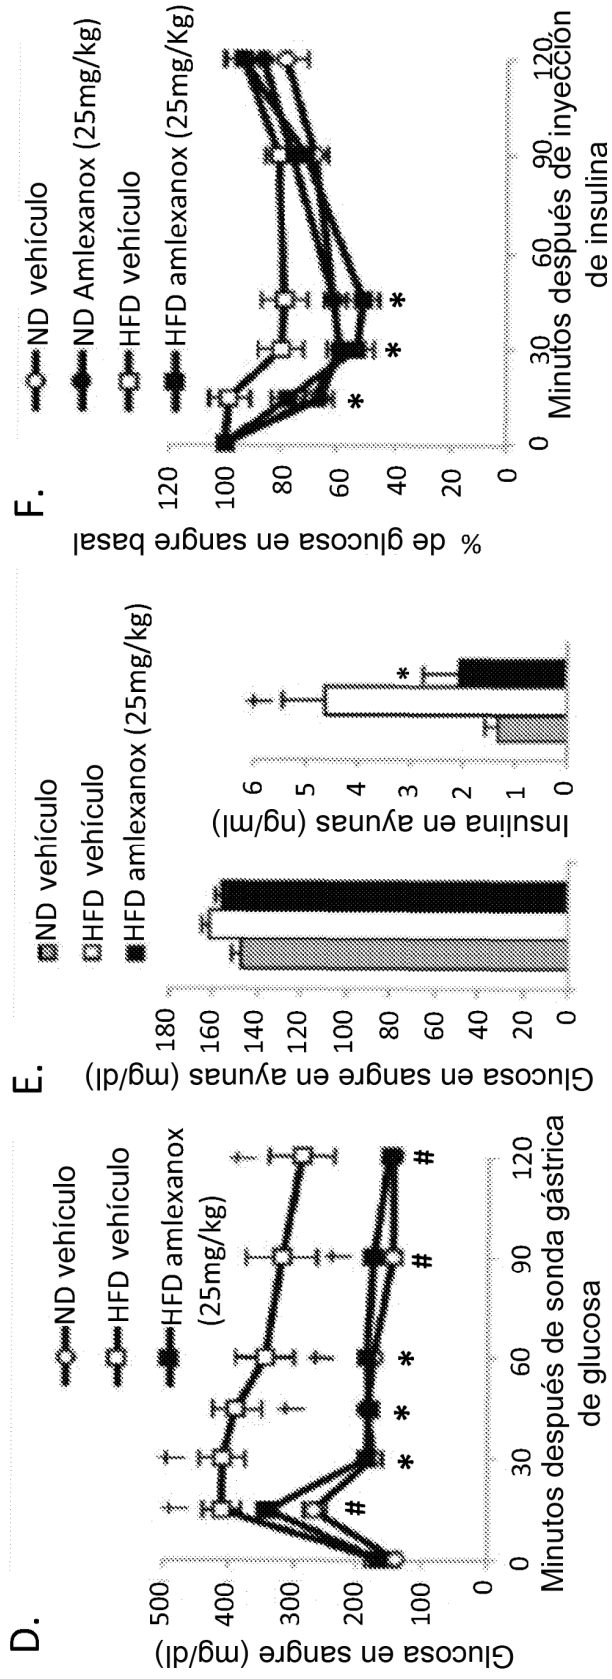 D.
ND vehículo
HFD vehículo
HFD amlexanox
(25mg/kg)
Glucosa en sangre (mg/dl)
500
400
300
200
100
0
† † † † † †
# * * * # #
0 30 60 90 120
Minutos después de sonda gástrica
de glucosa
E.
ND vehículo
HFD vehículo
HFD amlexanox (25mg/kg)
Glucosa en sangre en ayunas (mg/dl)
180
160
140
120
100
80
60
40
20
0
Insulina en ayunas (ng/ml)
6
5
4
3
2
1
0
†
*
F.
ND vehículo
ND Amlexanox (25mg/kg)
HFD vehículo
HFD amlexanox (25mg/Kg)
% de glucosa en sangre basal
120
100
80
60
40
20
0
* * *
0 30 60 90 120
Minutos después de inyección
de insulina